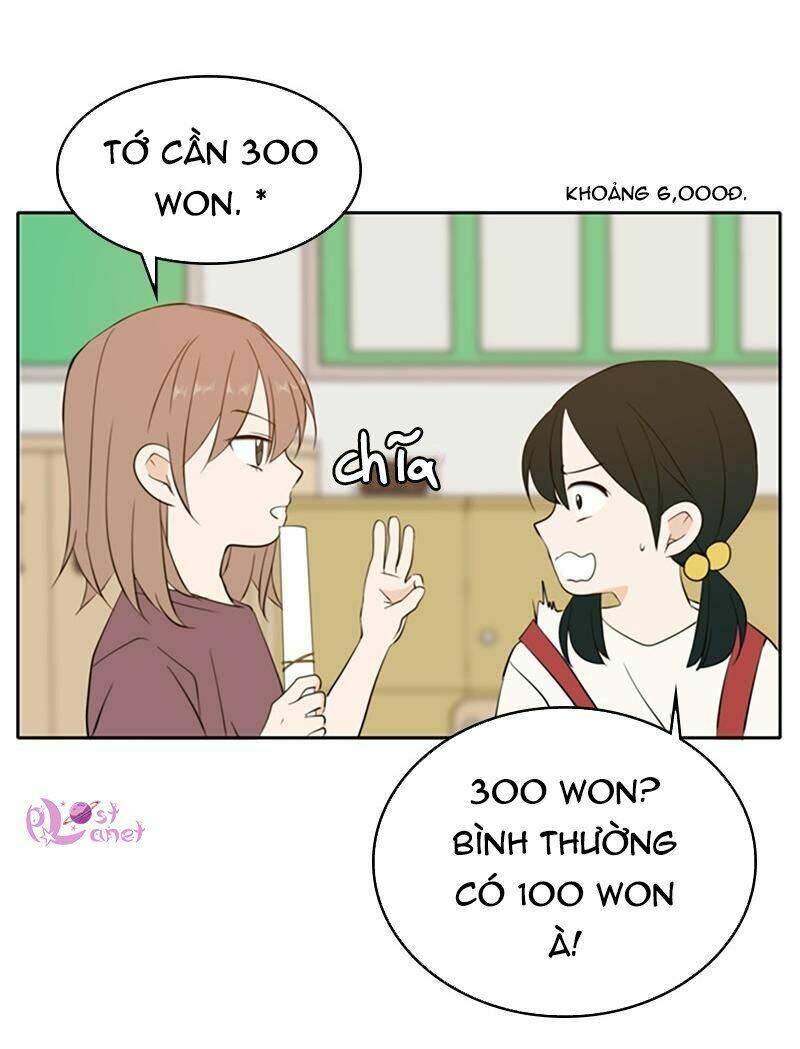 TỚ CẦN 300
WON. *
KHOẢNG 6,000Đ.
chĩa
300 WON?
BÌNH THƯỜNG
CÓ 100 WON
À!
Lost
Planet